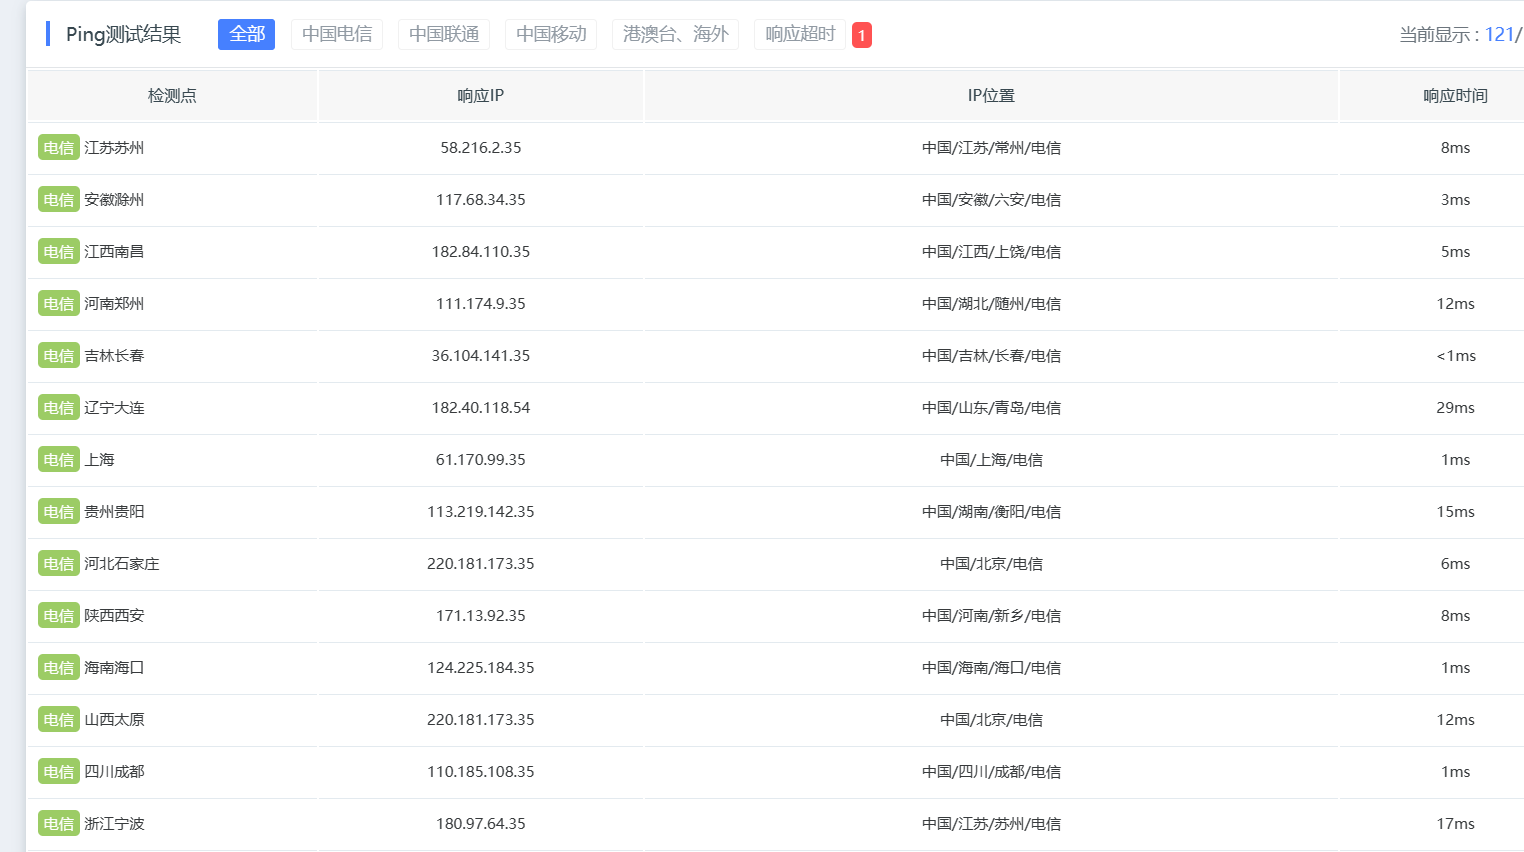 Ping测试结果 全部 中国电信 中国联通 中国移动 港澳台、海外 响应超时 1 当前显示 : 121/
检测点 响应IP IP位置 响应时间
电信 江苏苏州 58.216.2.35 中国/江苏/常州/电信 8ms
电信 安徽滁州 117.68.34.35 中国/安徽/六安/电信 3ms
电信 江西南昌 182.84.110.35 中国/江西/上饶/电信 5ms
电信 河南郑州 111.174.9.35 中国/湖北/随州/电信 12ms
电信 吉林长春 36.104.141.35 中国/吉林/长春/电信 <1ms
电信 辽宁大连 182.40.118.54 中国/山东/青岛/电信 29ms
电信 上海 61.170.99.35 中国/上海/电信 1ms
电信 贵州贵阳 113.219.142.35 中国/湖南/衡阳/电信 15ms
电信 河北石家庄 220.181.173.35 中国/北京/电信 6ms
电信 陕西西安 171.13.92.35 中国/河南/新乡/电信 8ms
电信 海南海口 124.225.184.35 中国/海南/海口/电信 1ms
电信 山西太原 220.181.173.35 中国/北京/电信 12ms
电信 四川成都 110.185.108.35 中国/四川/成都/电信 1ms
电信 浙江宁波 180.97.64.35 中国/江苏/苏州/电信 17ms